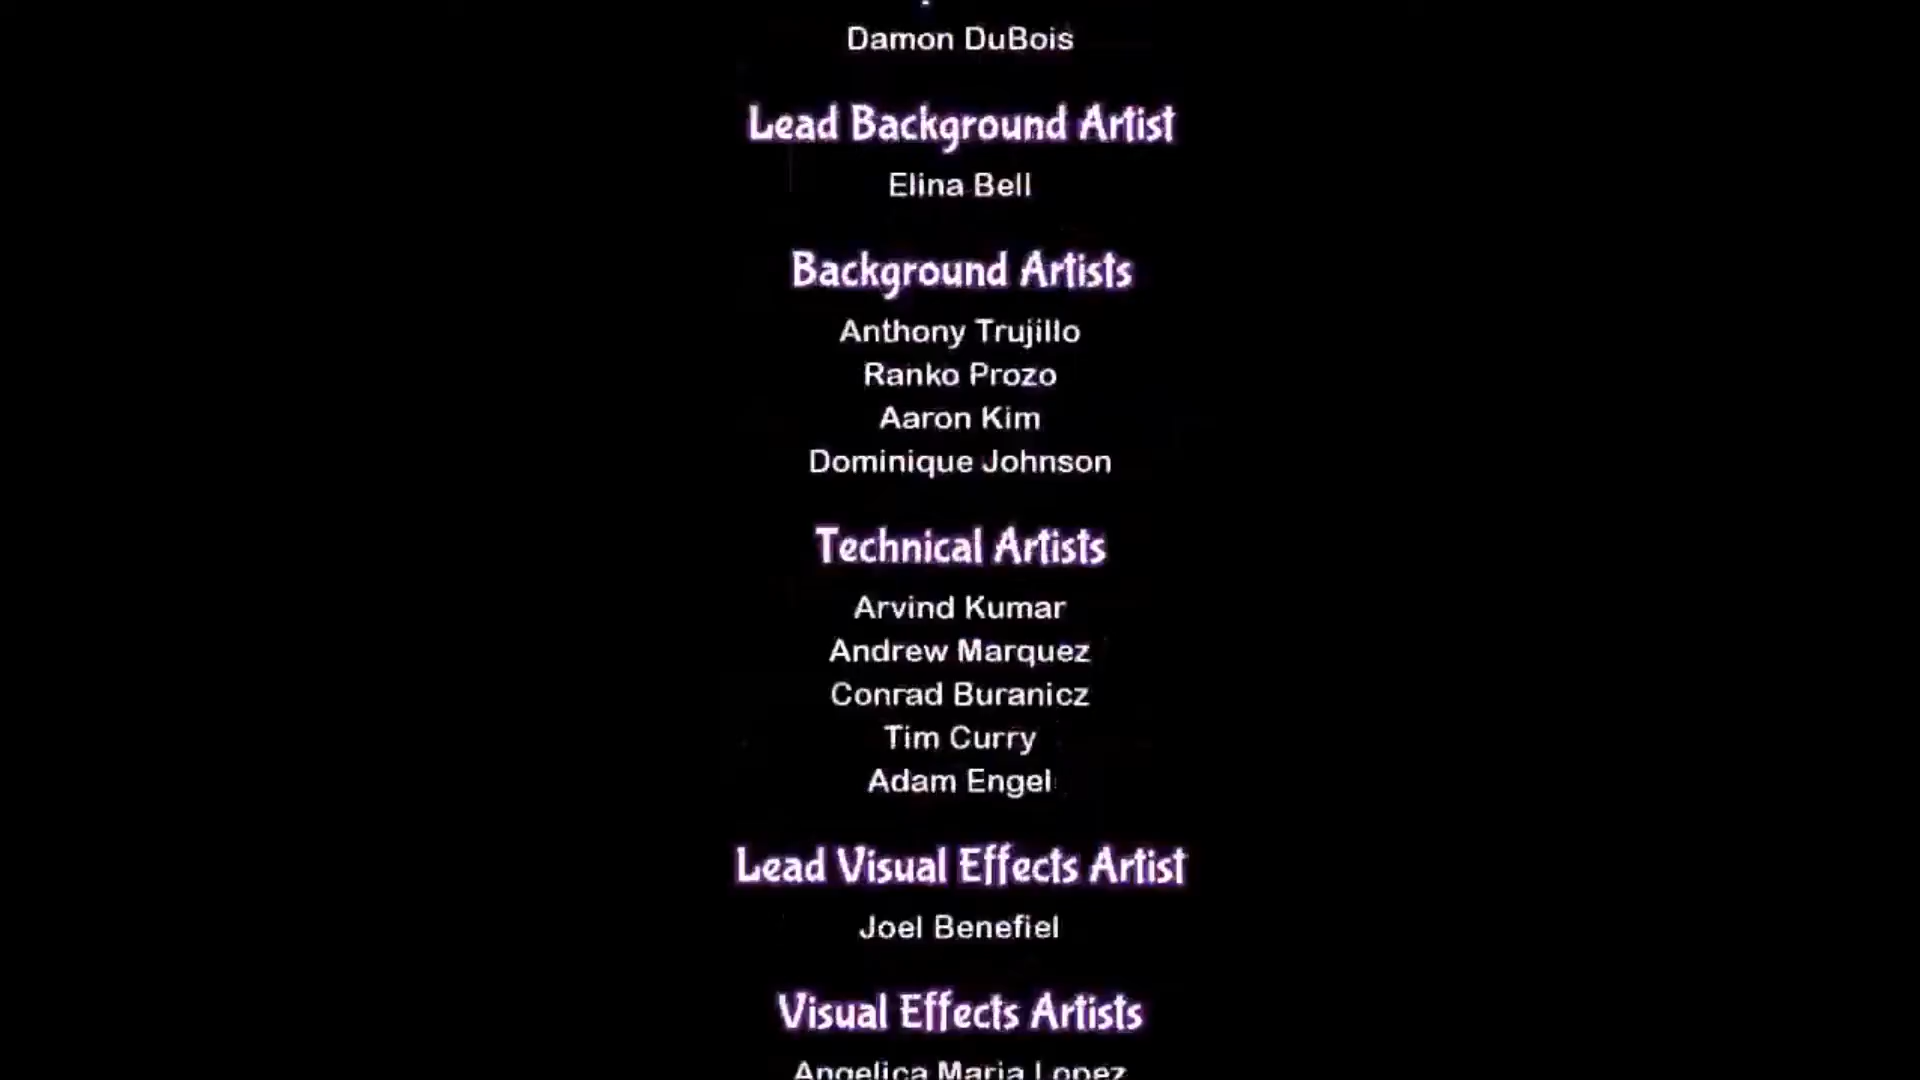 Damon DuBois
Lead Background Artist
Elina Bell
Background Artists
Anthony Trujillo
Ranko Prozo
Aaron Kim
Dominique Johnson
Technical Artists
Arvind Kumar
Andrew Marquez
Conrad Buranicz
Tim Curry
Adam Engel
Lead Visual Effects Artist
Joel Benefiel
Visual Effects Artists
Angelica Maria Lopez